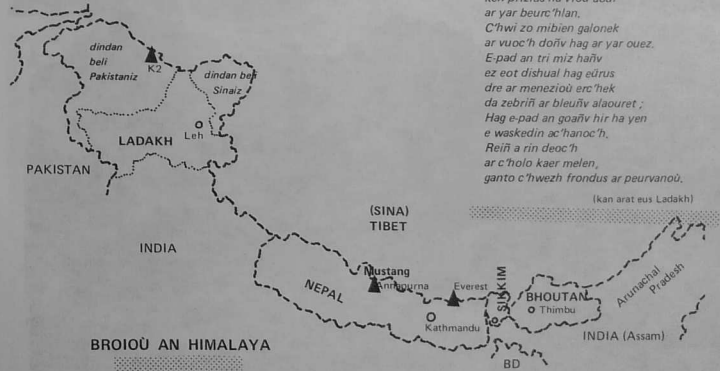 ar yar beurc'hlan.
C'hwi zo mibien galonek
ar vuoc'h doñv hag ar yar ouez.
E-pad an tri miz hañv
ez eot dishual hag eürus
dre ar menezioù erc'hek
da zebriñ ar bleuñv alaouret ;
Hag e-pad an goañv hir ha yen
e waskedin ac'hanoc'h.
Reiñ a rin deoc'h
ar c'holo kaer melen,
ganto c'hwezh frondus ar peurvanoù.
(kan arat eus Ladakh)
dindan
beli
Pakistaniz
K2
dindan beli
Sinaiz
Leh
LADAKH
PAKISTAN
(SINA)
TIBET
INDIA
Mustang
Annapurna
Everest
NEPAL
SIKKIM
BHOUTAN
Thimbu
Arunachal
Pradesh
Kathmandu
INDIA (Assam)
BROIOÙ AN HIMALAYA
BD